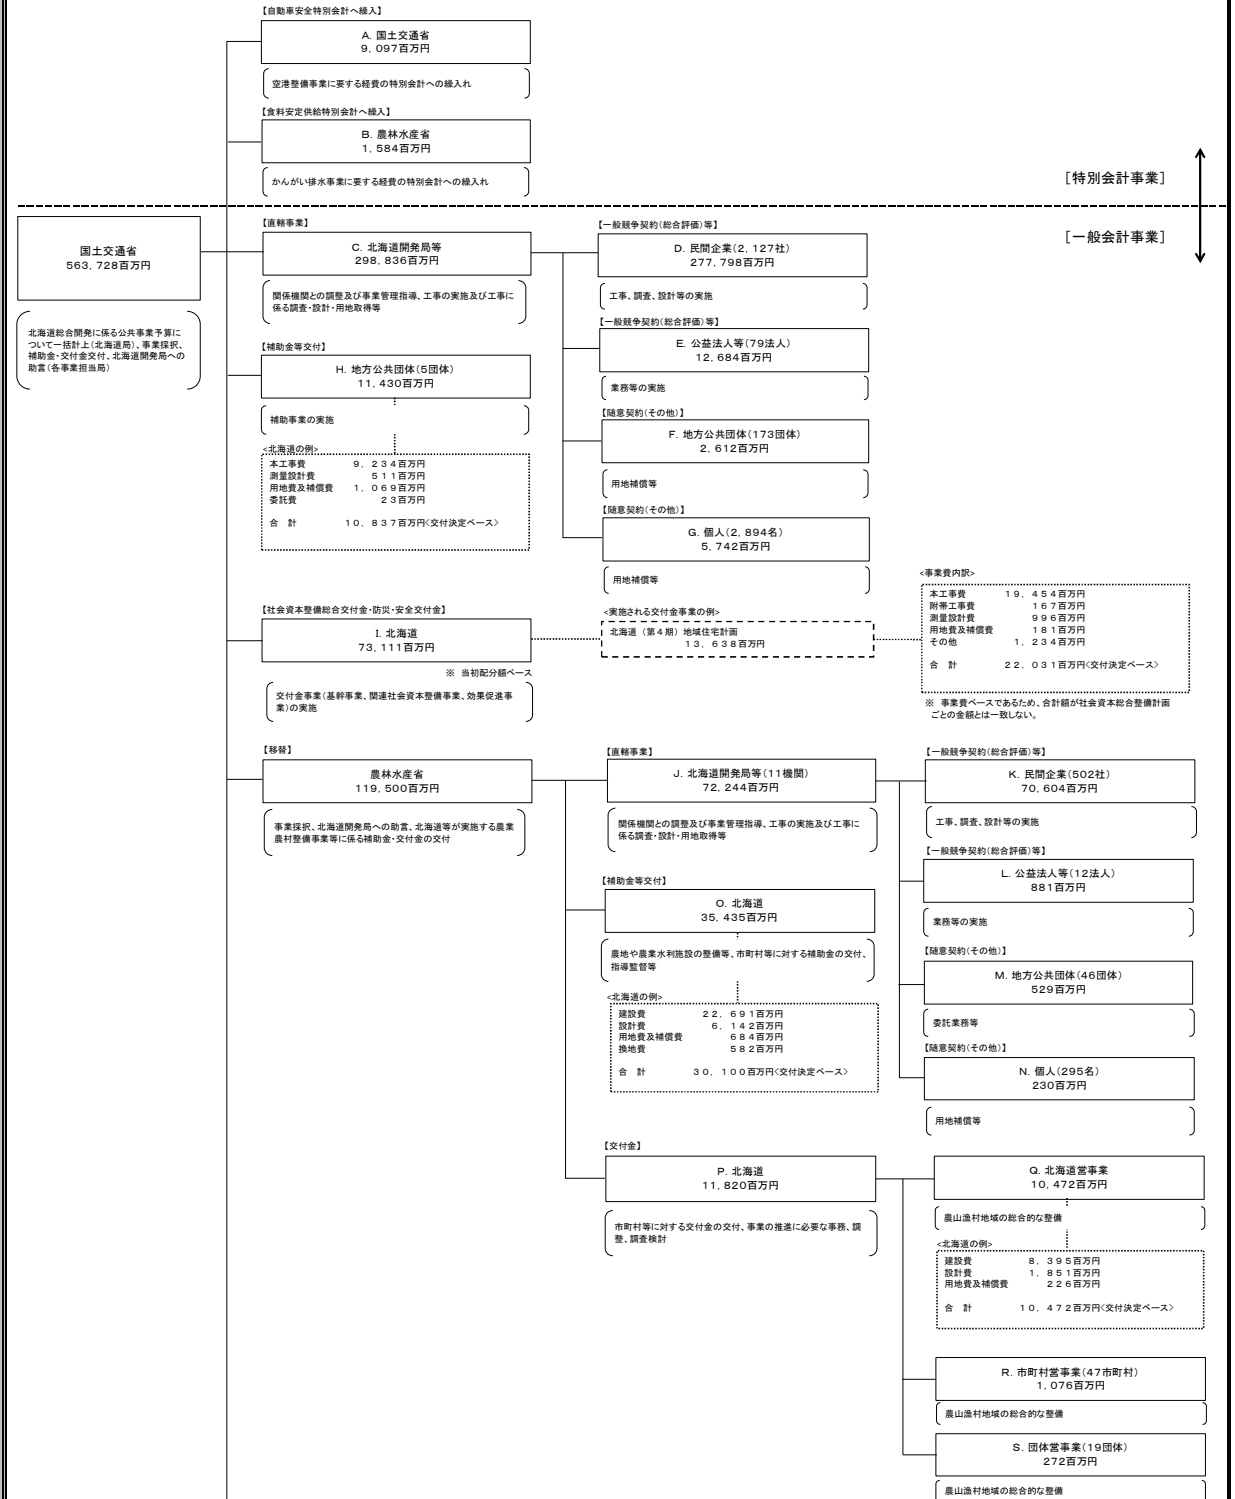 【自動車安全特別会計へ繰入】
A. 国土交通省
9, 097百万円
空港整備事業に要する経費の特別会計への繰入れ
【食料安定供給特別会計へ繰入】
B. 農林水産省
1, 584百万円
かんがい排水事業に要する経費の特別会計への繰入れ
［特別会計事業］
［一般会計事業］
国土交通省
563, 728百万円
北海道総合開発に係る公共事業予算に
ついて一括計上(北海道局)、事業採択、
補助金・交付金交付、北海道開発局への
助言(各事業担当局)
【直轄事業】
C. 北海道開発局等
298, 836百万円
関係機関との調整及び事業管理指導、工事の実施及び工事に
係る調査・設計・用地取得等
【一般競争契約(総合評価)等】
D. 民間企業(2, 127社)
277, 798百万円
工事、調査、設計等の実施
【一般競争契約(総合評価)等】
E. 公益法人等(79法人)
12, 684百万円
業務等の実施
【随意契約(その他)】
F. 地方公共団体(173団体)
2, 612百万円
用地補償等
【随意契約(その他)】
G. 個人(2, 894名)
5, 742百万円
用地補償等
【補助金等交付】
H. 地方公共団体(5団体)
11, 430百万円
補助事業の実施
<北海道の例>
本工事費 9, 234百万円
測量設計費 511百万円
用地費及補償費 1, 069百万円
委託費 23百万円
合 計 10, 837百万円<交付決定ベース>
【社会資本整備総合交付金・防災・安全交付金】
I. 北海道
73, 111百万円
※ 当初配分額ベース
交付金事業(基幹事業、関連社会資本整備事業、効果促進事
業)の実施
<実施される交付金事業の例>
北海道 (第4期) 地域住宅計画
13, 638百万円
<事業費内訳>
本工事費 19, 454百万円
附帯工事費 167百万円
測量設計費 996百万円
用地費及補償費 181百万円
その他 1, 234百万円
合 計 22, 031百万円<交付決定ベース>
※ 事業費ベースであるため、合計額が社会資本総合整備計画
ごとの金額とは一致しない。
【移替】
農林水産省
119, 500百万円
事業採択、北海道開発局への助言、北海道等が実施する農業
農村整備事業等に係る補助金・交付金の交付
【直轄事業】
J. 北海道開発局等(11機関)
72, 244百万円
関係機関との調整及び事業管理指導、工事の実施及び工事に
係る調査・設計・用地取得等
【一般競争契約(総合評価)等】
K. 民間企業(502社)
70, 604百万円
工事、調査、設計等の実施
【一般競争契約(総合評価)等】
L. 公益法人等(12法人)
881百万円
業務等の実施
【随意契約(その他)】
M. 地方公共団体(46団体)
529百万円
委託業務等
【随意契約(その他)】
N. 個人(295名)
230百万円
用地補償等
【補助金等交付】
O. 北海道
35, 435百万円
農地や農業水利施設の整備等、市町村等に対する補助金の交付、
指導監督等
<北海道の例>
建設費 22, 691百万円
設計費 6, 142百万円
用地費及補償費 684百万円
換地費 582百万円
合 計 30, 100百万円<交付決定ベース>
【交付金】
P. 北海道
11, 820百万円
市町村等に対する交付金の交付、事業の推進に必要な事務、調
整、調査検討
Q. 北海道営事業
10, 472百万円
農山漁村地域の総合的な整備
<北海道の例>
建設費 8, 395百万円
設計費 1, 851百万円
用地費及補償費 226百万円
合 計 10, 472百万円<交付決定ベース>
R. 市町村営事業(47市町村)
1, 076百万円
農山漁村地域の総合的な整備
S. 団体営事業(19団体)
272百万円
農山漁村地域の総合的な整備